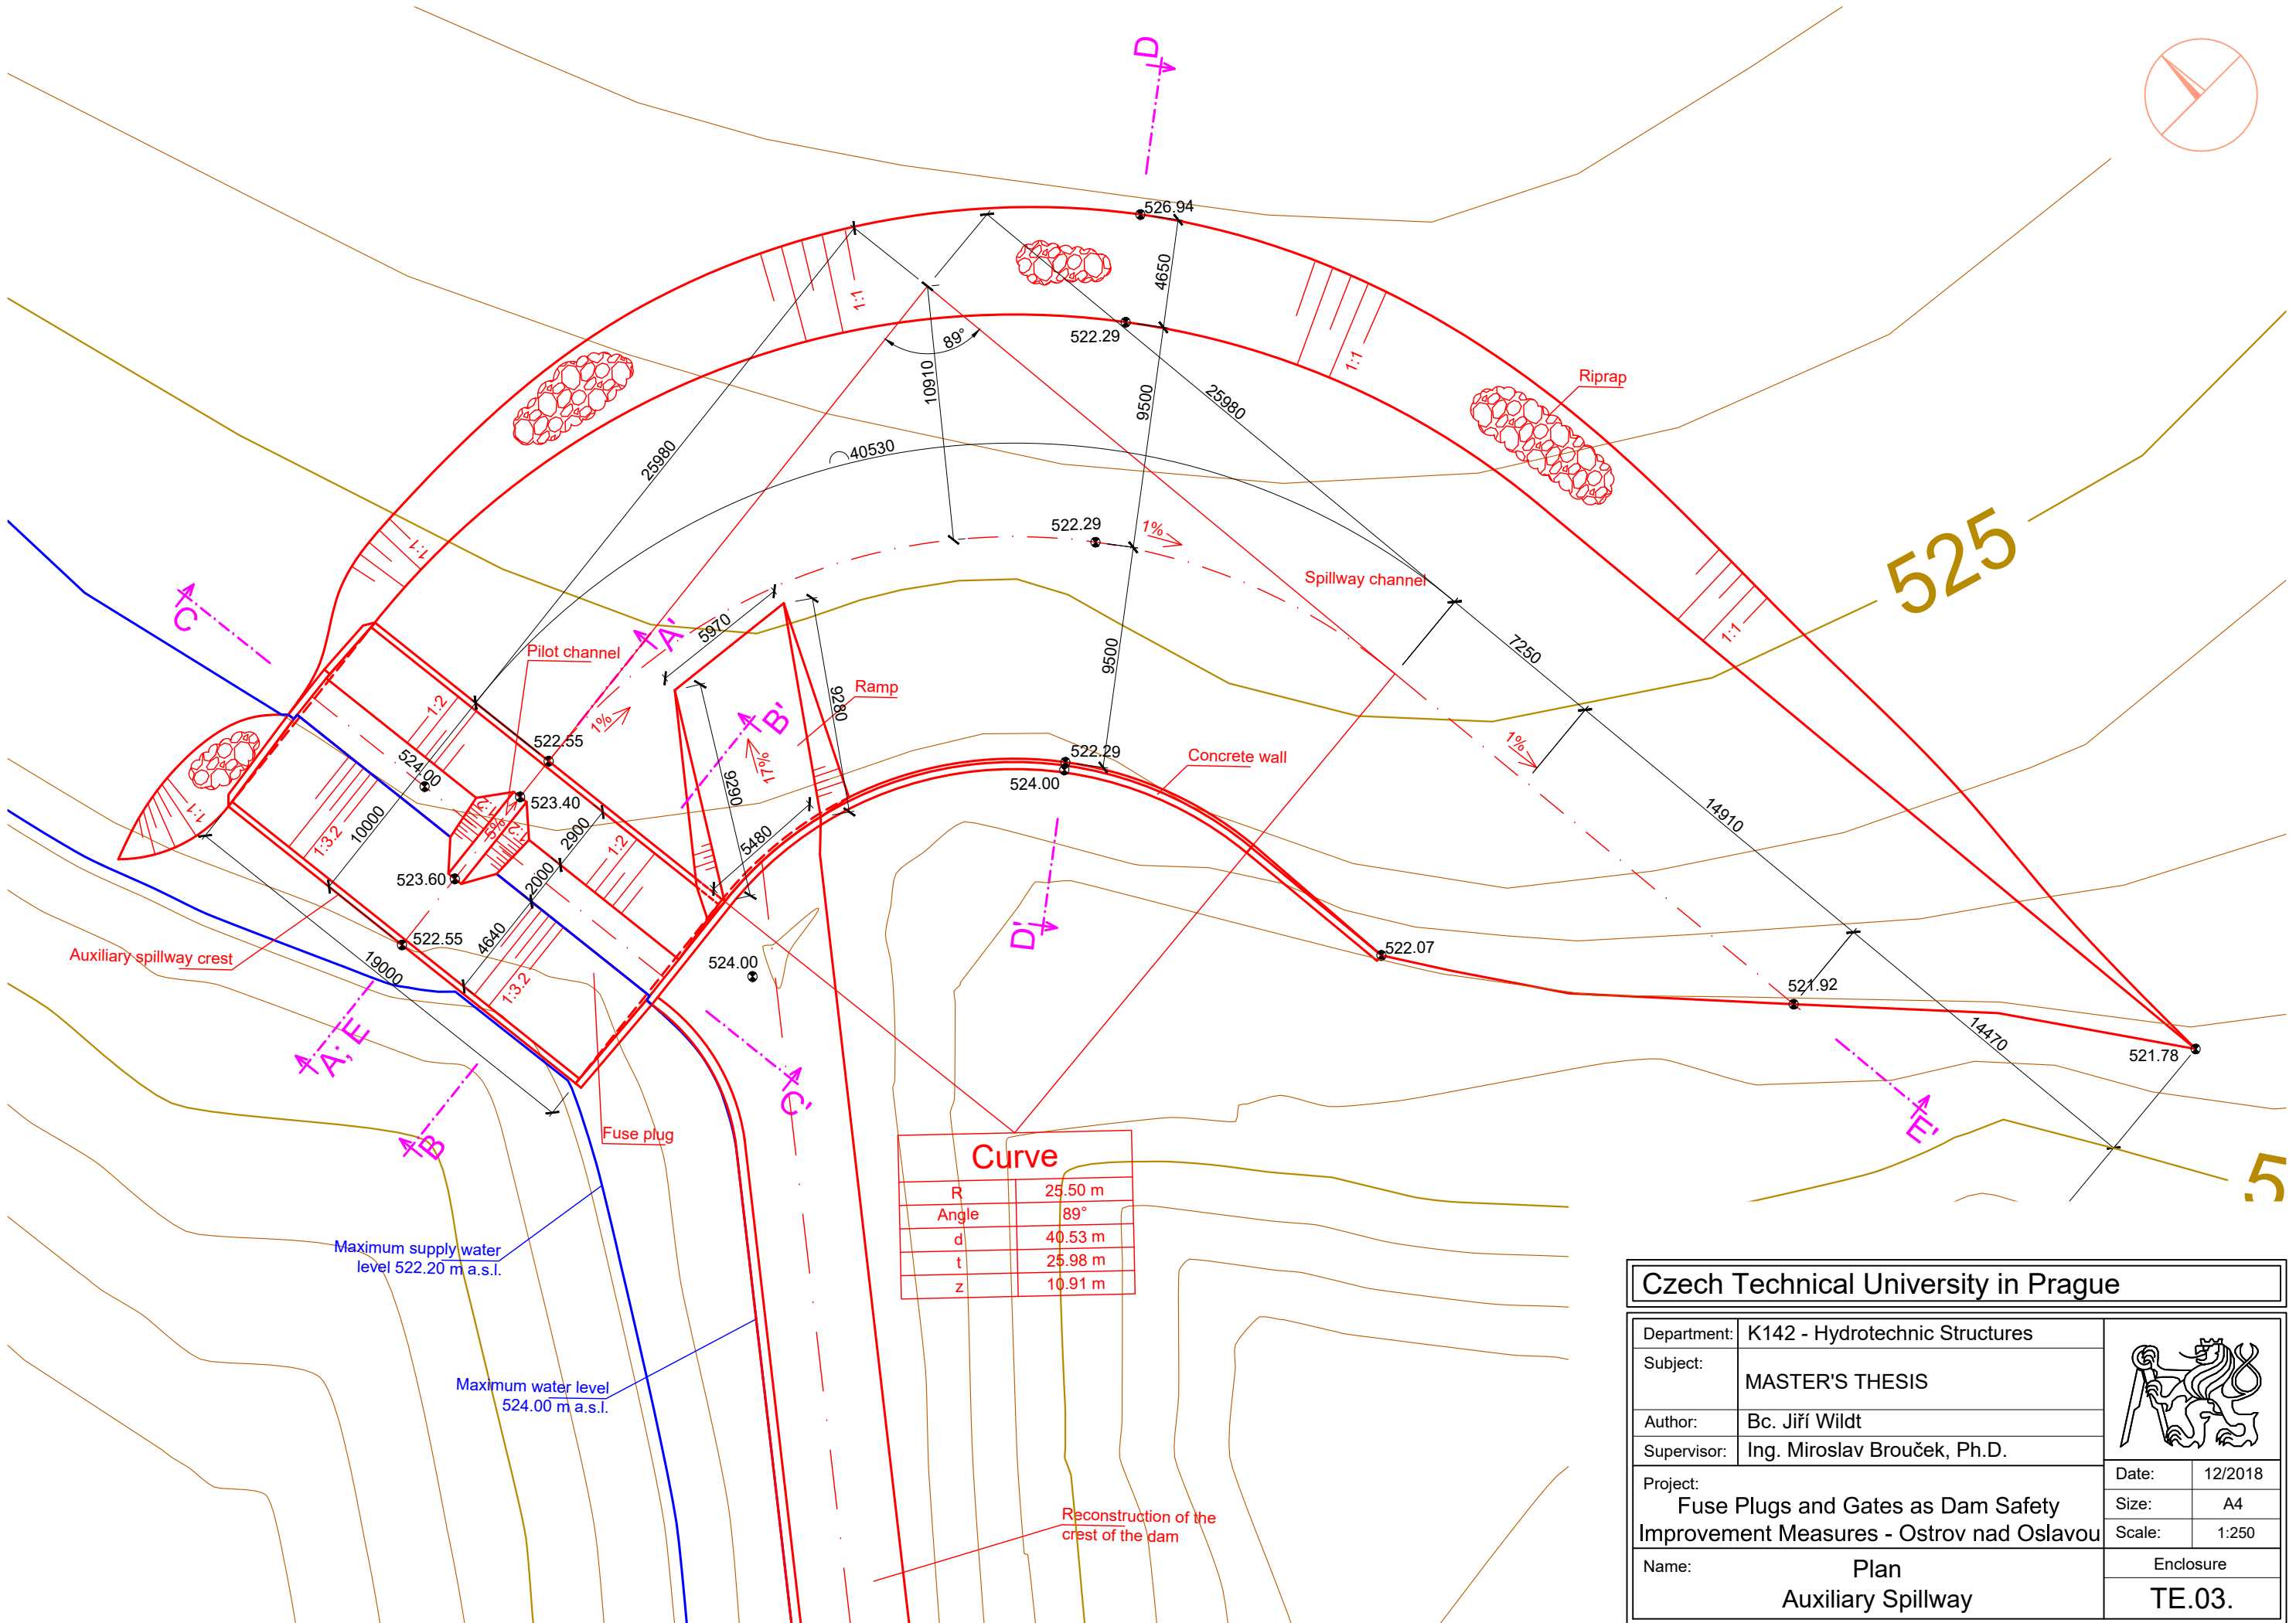 D
526.94
4650
522.29
1:1
89°
10910
9500
25980
1:1
Riprap
25980
40530
522.29
1%
525
Spillway channel
1:1
C
A'
5970
Pilot channel
1%
B'
9280
Ramp
7250
1:1
9500
1:2
522.55
524.00
17%
522.29
524.00
Concrete wall
1%
9290
1:2
523.40
5%
1:2
2900
1:2
5480
14910
1:1
1:3.2
10000
523.60
2000
D'
522.07
522.55
4640
Auxiliary spillway crest
19000
1:3.2
524.00
521.92
14470
521.78
A; E
B
C'
E'
Fuse plug
5
Curve
R 25.50 m
Angle 89°
d 40.53 m
t 25.98 m
z 10.91 m
Maximum supply water
level 522.20 m a.s.l.
Maximum water level
524.00 m a.s.l.
Reconstruction of the
crest of the dam
Czech Technical University in Prague
Department: K142 - Hydrotechnic Structures
Subject:
MASTER'S THESIS
Author: Bc. Jiří Wildt
Supervisor: Ing. Miroslav Brouček, Ph.D.
Project:
Fuse Plugs and Gates as Dam Safety
Improvement Measures - Ostrov nad Oslavou
Date: 12/2018
Size: A4
Scale: 1:250
Name: Plan
Auxiliary Spillway
Enclosure
TE.03.